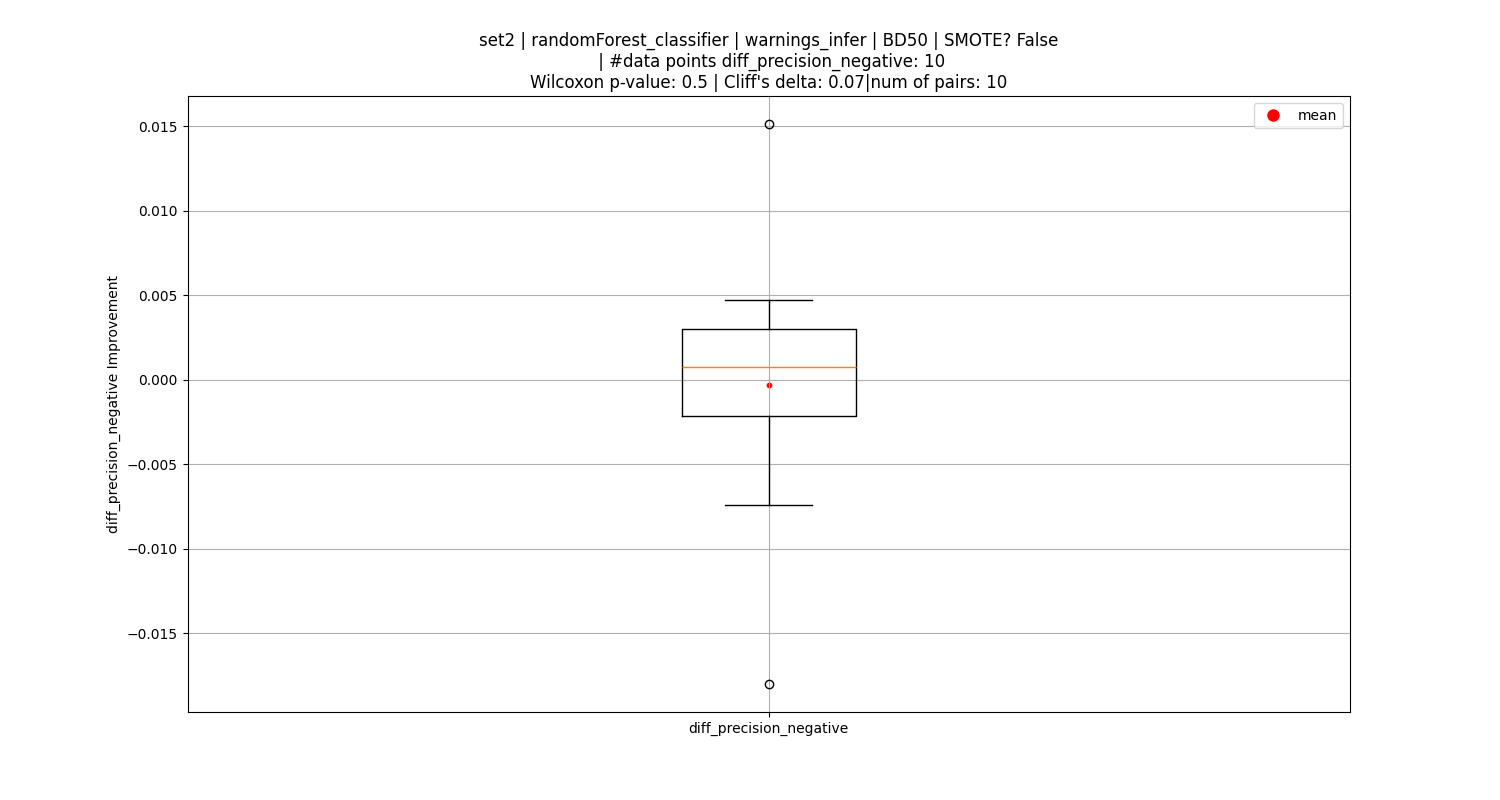 set2 | randomForest_classifier | warnings_infer | BD50 | SMOTE? False
| #data points diff_precision_negative: 10
Wilcoxon p-value: 0.5 | Cliff's delta: 0.07|num of pairs: 10
mean
0.015
0.010
0.005
0.000
−0.005
−0.010
−0.015
diff_precision_negative Improvement
diff_precision_negative